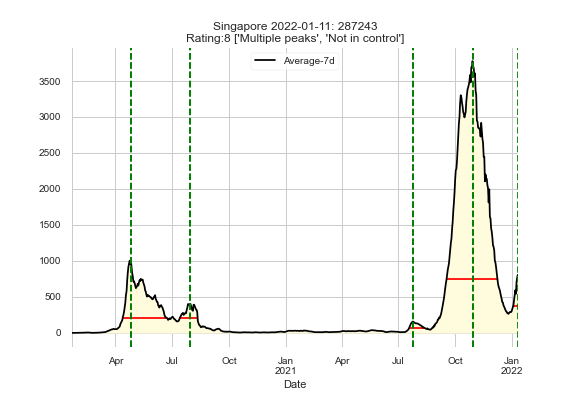 Singapore 2022-01-11: 287243
Rating:8 ['Multiple peaks', 'Not in control']
Average-7d
3500
3000
2500
2000
1500
1000
500
0
Apr Jul Oct Jan Apr Jul Oct Jan
2021 2022
Date